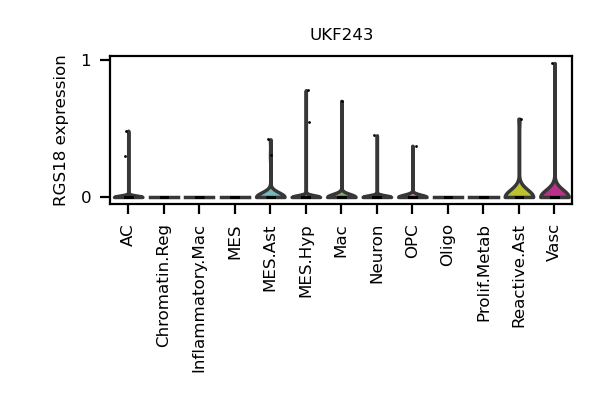 UKF243
RGS18 expression
1
0
AC
Chromatin.Reg
Inflammatory.Mac
MES
MES.Ast
MES.Hyp
Mac
Neuron
OPC
Oligo
Prolif.Metab
Reactive.Ast
Vasc